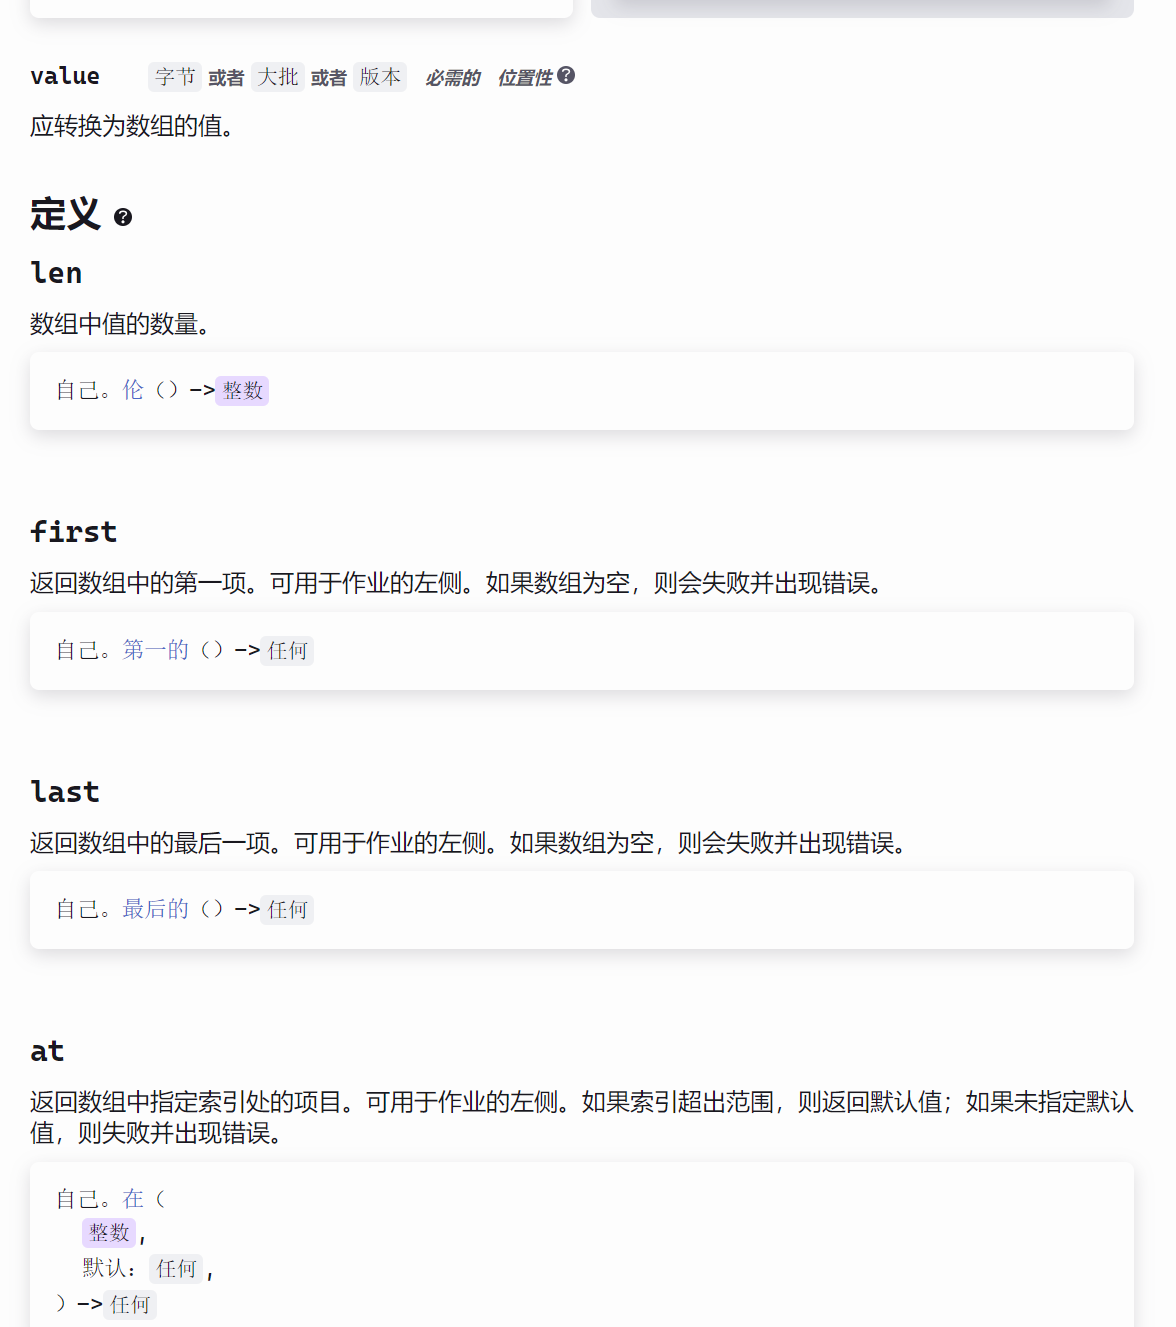 value 字节 或者 大批 或者 版本 必需的 位置性
应转换为数组的值。
定义
len
数组中值的数量。
自己。伦（）->整数
first
返回数组中的第一项。可用于作业的左侧。如果数组为空，则会失败并出现错误。
自己。第一的（）->任何
last
返回数组中的最后一项。可用于作业的左侧。如果数组为空，则会失败并出现错误。
自己。最后的（）->任何
at
返回数组中指定索引处的项目。可用于作业的左侧。如果索引超出范围，则返回默认值；如果未指定默认
值，则失败并出现错误。
自己。在（
整数,
默认：任何,
）->任何